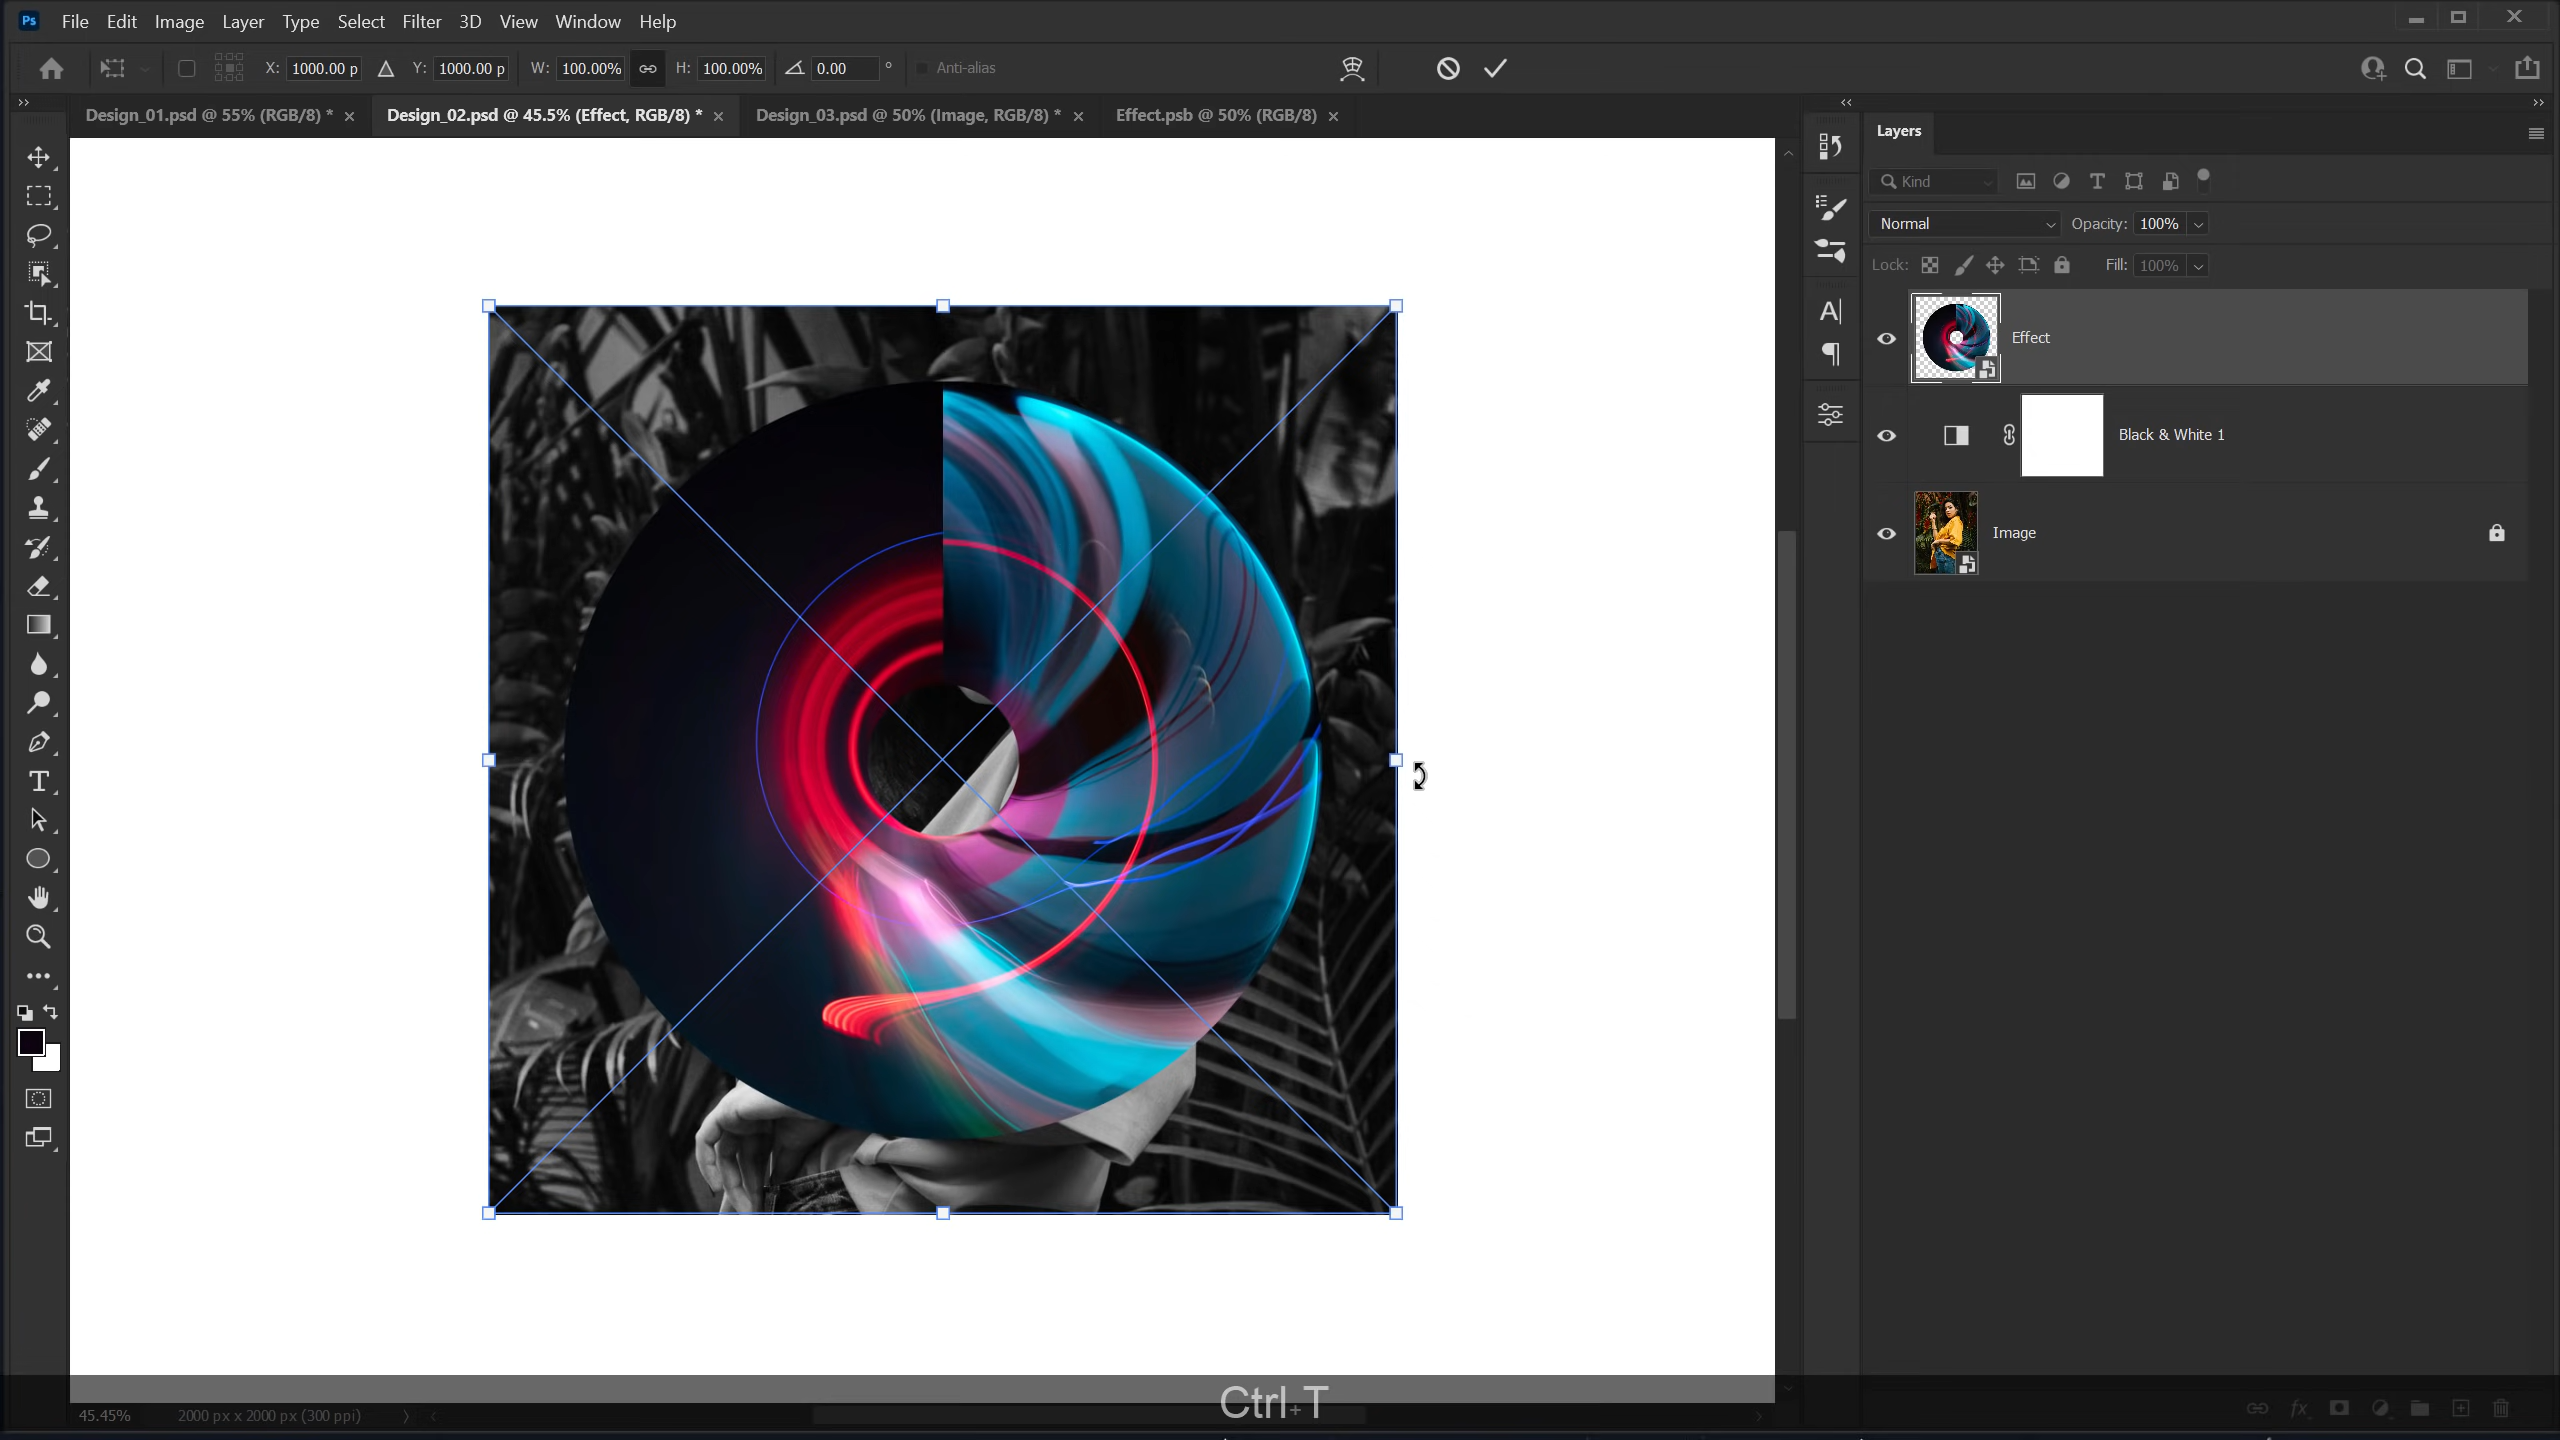 Ps File Edit Image Layer Type Select Filter 3D View Window Help
X: 1000.00 p Y: 1000.00 p W: 100.00% H: 100.00% 0.00 ° Anti-alias
Design_01.psd @ 55% (RGB/8) * × Design_02.psd @ 45.5% (Effect, RGB/8) * × Design_03.psd @ 50% (Image, RGB/8) * × Effect.psb @ 50% (RGB/8) ×
Layers
Kind
Normal Opacity: 100%
Lock: Fill: 100%
Effect
Black & White 1
Image
Ctrl+T
45.45% 2000 px x 2000 px (300 ppi)